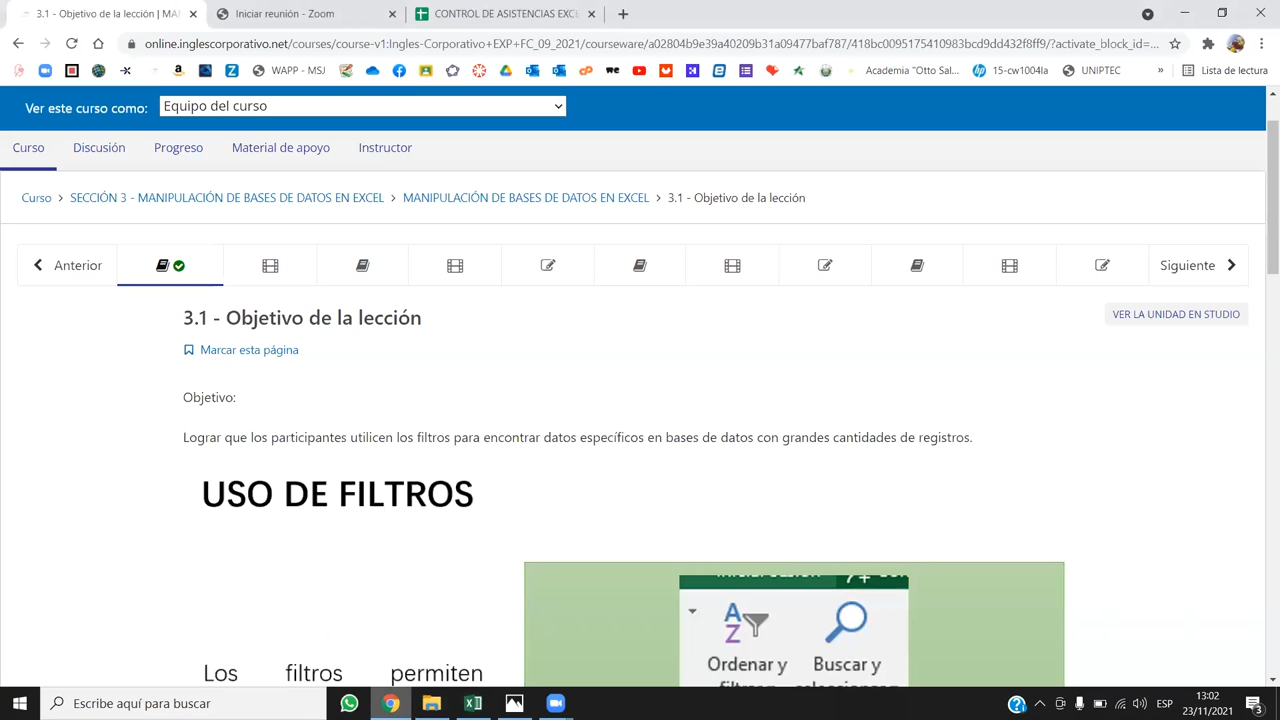 3.1 - Objetivo de la lección | MA
Iniciar reunión - Zoom
CONTROL DE ASISTENCIAS EXC
online.inglescorporativo.net/courses/course-v1:Ingles-Corporativo+EXP+FC_09_2021/courseware/a02804b9e39a40209b31a09477baf787/418bc0095175410983bcd9dd432f8ff9/?activate_block_id=...
WAPP - MSJ
Academia "Otto Sal...
15-cw1004la
UNIPTEC
»
Lista de lectura
Ver este curso como:
Equipo del curso
Curso
Discusión
Progreso
Material de apoyo
Instructor
Curso > SECCIÓN 3 - MANIPULACIÓN DE BASES DE DATOS EN EXCEL > MANIPULACIÓN DE BASES DE DATOS EN EXCEL > 3.1 - Objetivo de la lección
Anterior
Siguiente
3.1 - Objetivo de la lección
VER LA UNIDAD EN STUDIO
Marcar esta página
Objetivo:
Lograr que los participantes utilicen los filtros para encontrar datos específicos en bases de datos con grandes cantidades de registros.
USO DE FILTROS
Ordenar y
Buscar y
Los filtros permiten
Escribe aquí para buscar
ESP
13:02
23/11/2021
3